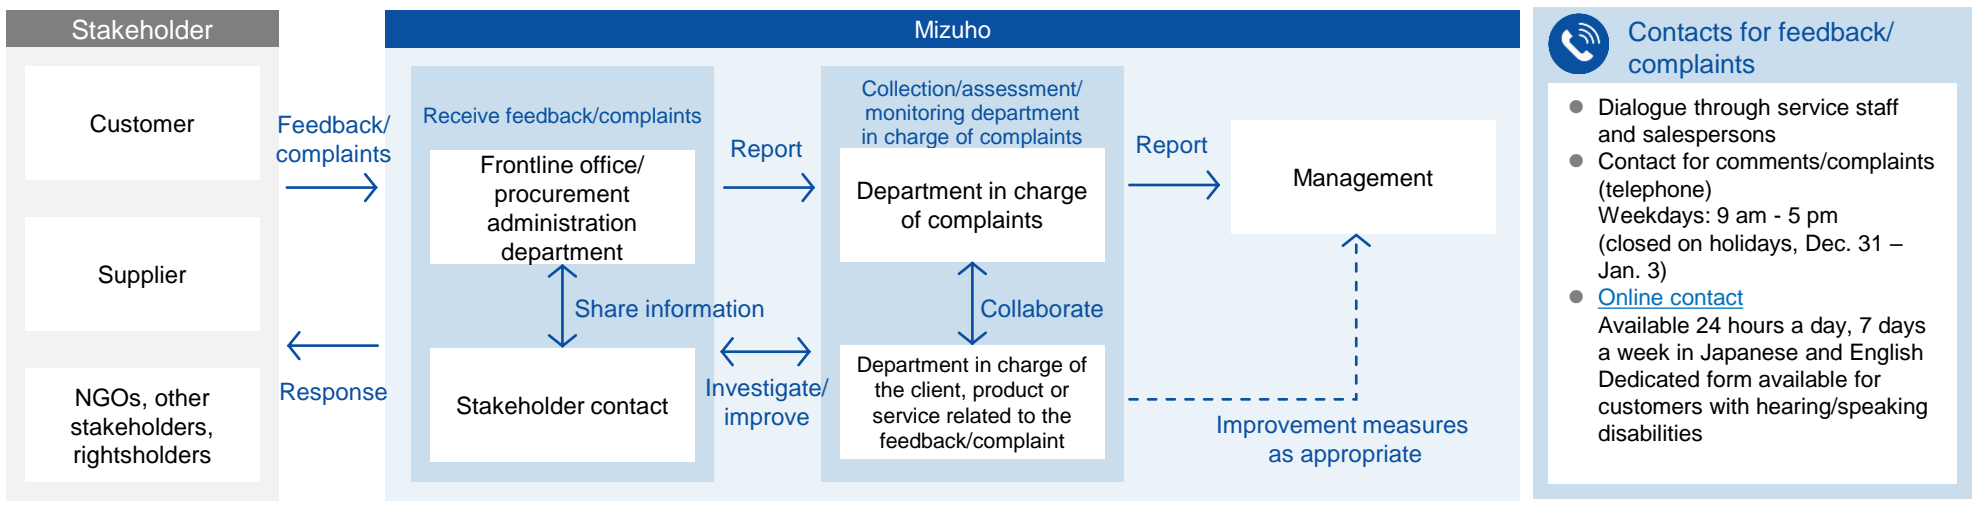 Stakeholder
Customer
Supplier
NGOs, other
stakeholders,
rightsholders
Feedback/
complaints
Response
Mizuho
Receive feedback/complaints
Frontline office/
procurement
administration
department
Share information
Stakeholder contact
Report
Investigate/
improve
Collection/assessment/
monitoring department
in charge of complaints
Department in charge
of complaints
Collaborate
Department in charge of
the client, product or
service related to the
feedback/complaint
Report
Management
Improvement measures
as appropriate
Contacts for feedback/
complaints
Dialogue through service staff
and salespersons
Contact for comments/complaints
(telephone)
Weekdays: 9 am - 5 pm
(closed on holidays, Dec. 31 –
Jan. 3)
Online contact
Available 24 hours a day, 7 days
a week in Japanese and English
Dedicated form available for
customers with hearing/speaking
disabilities